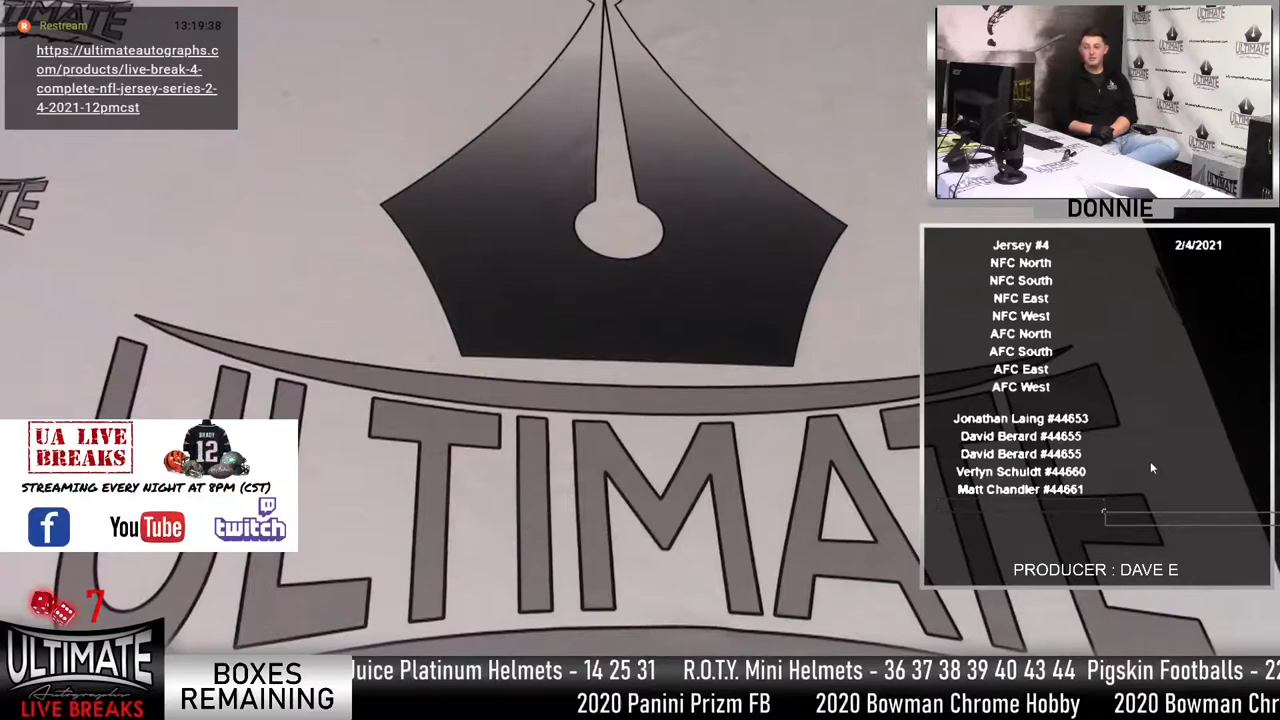 Restream 13:19:38
https://ultimateautographs.c
om/products/live-break-4-
complete-nfl-jersey-series-2-
4-2021-12pmcst
DONNIE
Jersey #4 2/4/2021
NFC North
NFC South
NFC East
NFC West
AFC North
AFC South
AFC East
AFC West
Jonathan Laing #44653
David Berard #44655
David Berard #44655
Verlyn Schuldt #44660
Matt Chandler #44661
PRODUCER : DAVE E
ULTIMATE
UA LIVE
BREAKS
BRADY
12
STREAMING EVERY NIGHT AT 8PM (CST)
f YouTube twitch
7
ULTIMATE
Autographs
LIVE BREAKS
BOXES
REMAINING
Juice Platinum Helmets - 14 25 31 R.O.T.Y. Mini Helmets - 36 37 38 39 40 43 44 Pigskin Footballs - 22
2020 Panini Prizm FB 2020 Bowman Chrome Hobby 2020 Bowman Chr